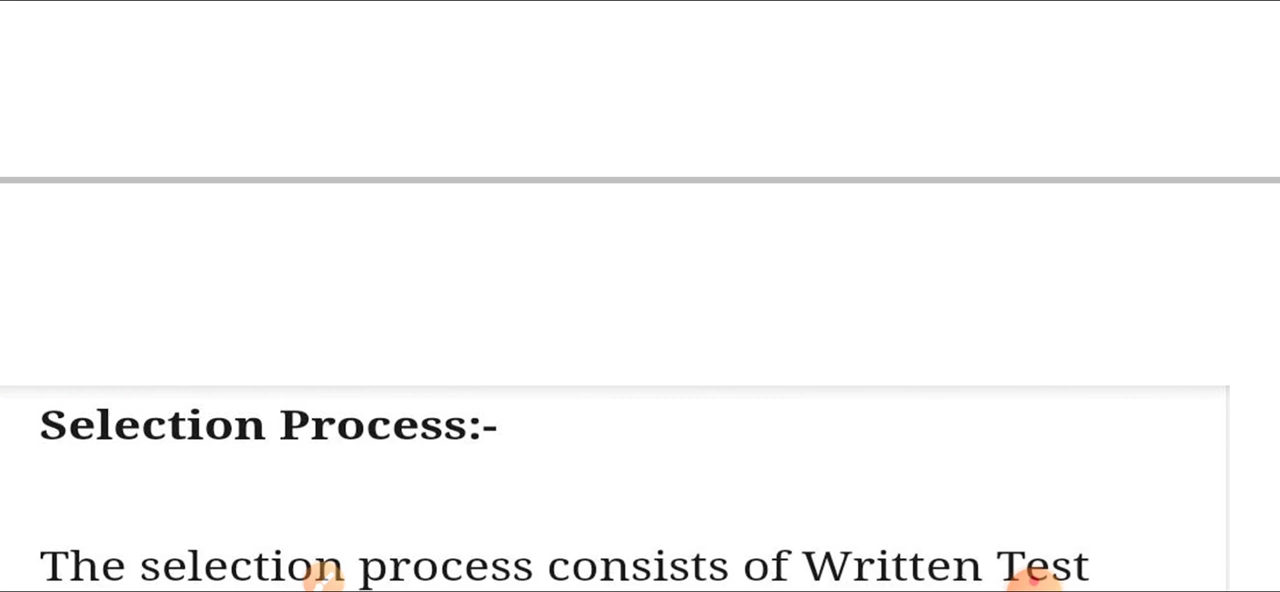 Selection Process:-
The selection process consists of Written Test